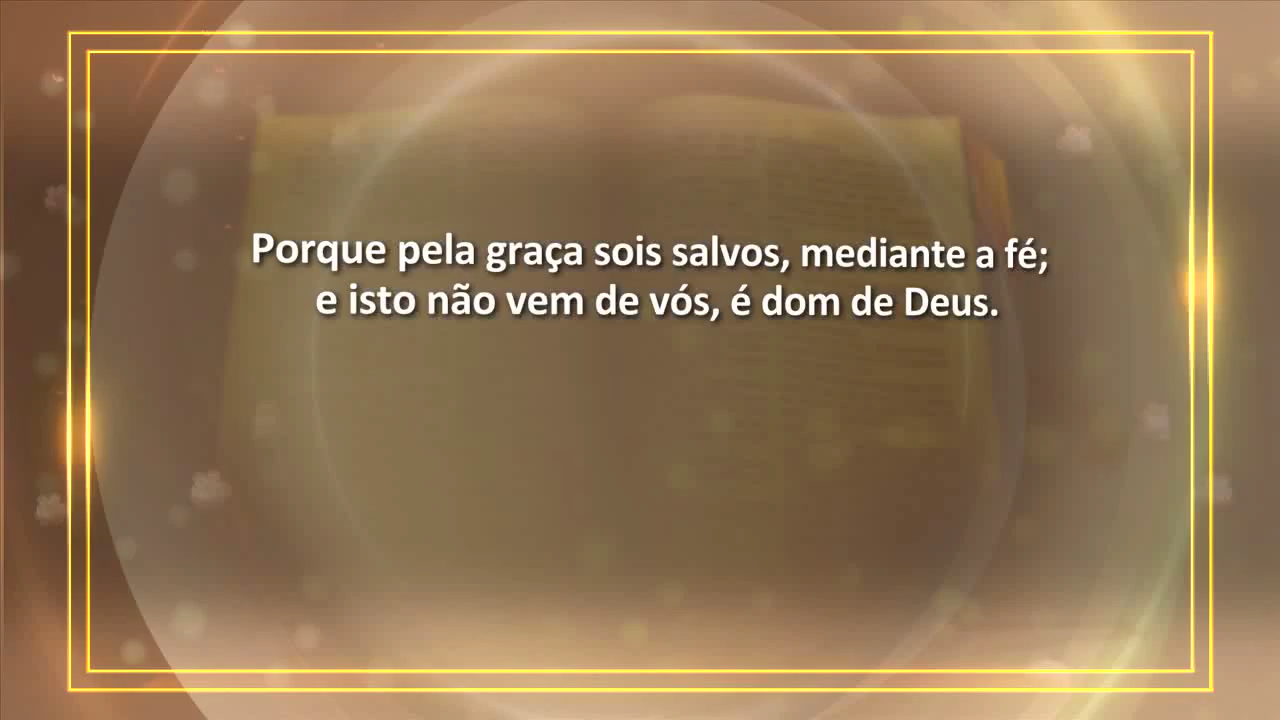 Porque pela graça sois salvos, mediante a fé;
e isto não vem de vós, é dom de Deus.